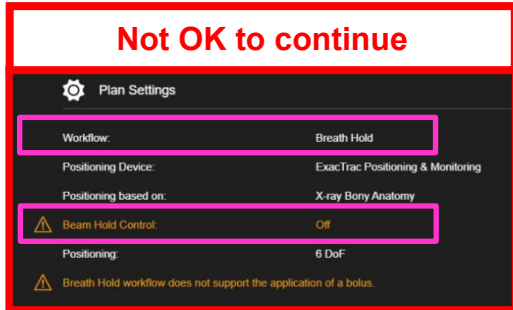 Not OK to continue
Plan Settings
Workflow: Breath Hold
Positioning Device: ExacTrac Positioning & Monitoring
Positioning based on: X-ray Bony Anatomy
Beam Hold Control: Off
Positioning: 6 DoF
Breath Hold workflow does not support the application of a bolus.